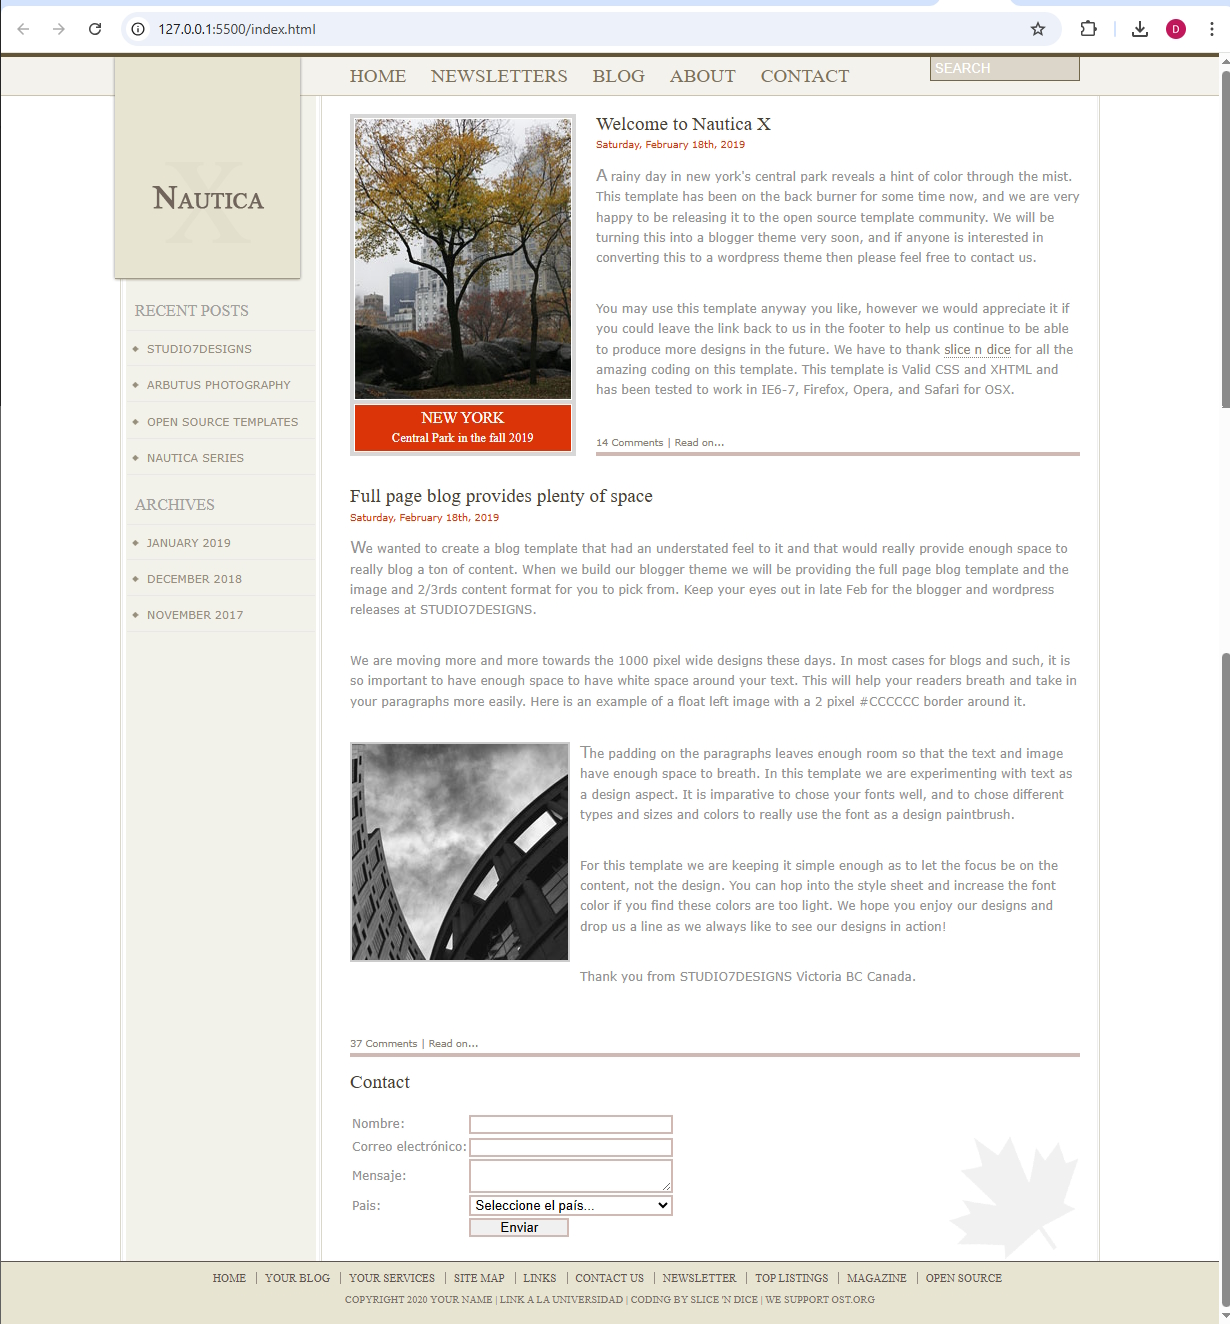 127.0.0.1:5500/index.html
D
HOME NEWSLETTERS BLOG ABOUT CONTACT
SEARCH
X
NAUTICA
RECENT POSTS
STUDIO7DESIGNS
ARBUTUS PHOTOGRAPHY
OPEN SOURCE TEMPLATES
NAUTICA SERIES
ARCHIVES
JANUARY 2019
DECEMBER 2018
NOVEMBER 2017
NEW YORK
Central Park in the fall 2019
Welcome to Nautica X
Saturday, February 18th, 2019
A rainy day in new york's central park reveals a hint of color through the mist.
This template has been on the back burner for some time now, and we are very
happy to be releasing it to the open source template community. We will be
turning this into a blogger theme very soon, and if anyone is interested in
converting this to a wordpress theme then please feel free to contact us.
You may use this template anyway you like, however we would appreciate it if
you could leave the link back to us in the footer to help us continue to be able
to produce more designs in the future. We have to thank slice n dice for all the
amazing coding on this template. This template is Valid CSS and XHTML and
has been tested to work in IE6-7, Firefox, Opera, and Safari for OSX.
14 Comments | Read on...
Full page blog provides plenty of space
Saturday, February 18th, 2019
We wanted to create a blog template that had an understated feel to it and that would really provide enough space to
really blog a ton of content. When we build our blogger theme we will be providing the full page blog template and the
image and 2/3rds content format for you to pick from. Keep your eyes out in late Feb for the blogger and wordpress
releases at STUDIO7DESIGNS.
We are moving more and more towards the 1000 pixel wide designs these days. In most cases for blogs and such, it is
so important to have enough space to have white space around your text. This will help your readers breath and take in
your paragraphs more easily. Here is an example of a float left image with a 2 pixel #CCCCCC border around it.
The padding on the paragraphs leaves enough room so that the text and image
have enough space to breath. In this template we are experimenting with text as
a design aspect. It is imparative to chose your fonts well, and to chose different
types and sizes and colors to really use the font as a design paintbrush.
For this template we are keeping it simple enough as to let the focus be on the
content, not the design. You can hop into the style sheet and increase the font
color if you find these colors are too light. We hope you enjoy our designs and
drop us a line as we always like to see our designs in action!
Thank you from STUDIO7DESIGNS Victoria BC Canada.
37 Comments | Read on...
Contact
Nombre:
Correo electrónico:
Mensaje:
Pais:
Seleccione el país...
Enviar
HOME | YOUR BLOG | YOUR SERVICES | SITE MAP | LINKS | CONTACT US | NEWSLETTER | TOP LISTINGS | MAGAZINE | OPEN SOURCE
COPYRIGHT 2020 YOUR NAME | LINK A LA UNIVERSIDAD | CODING BY SLICE 'N DICE | WE SUPPORT OST.ORG